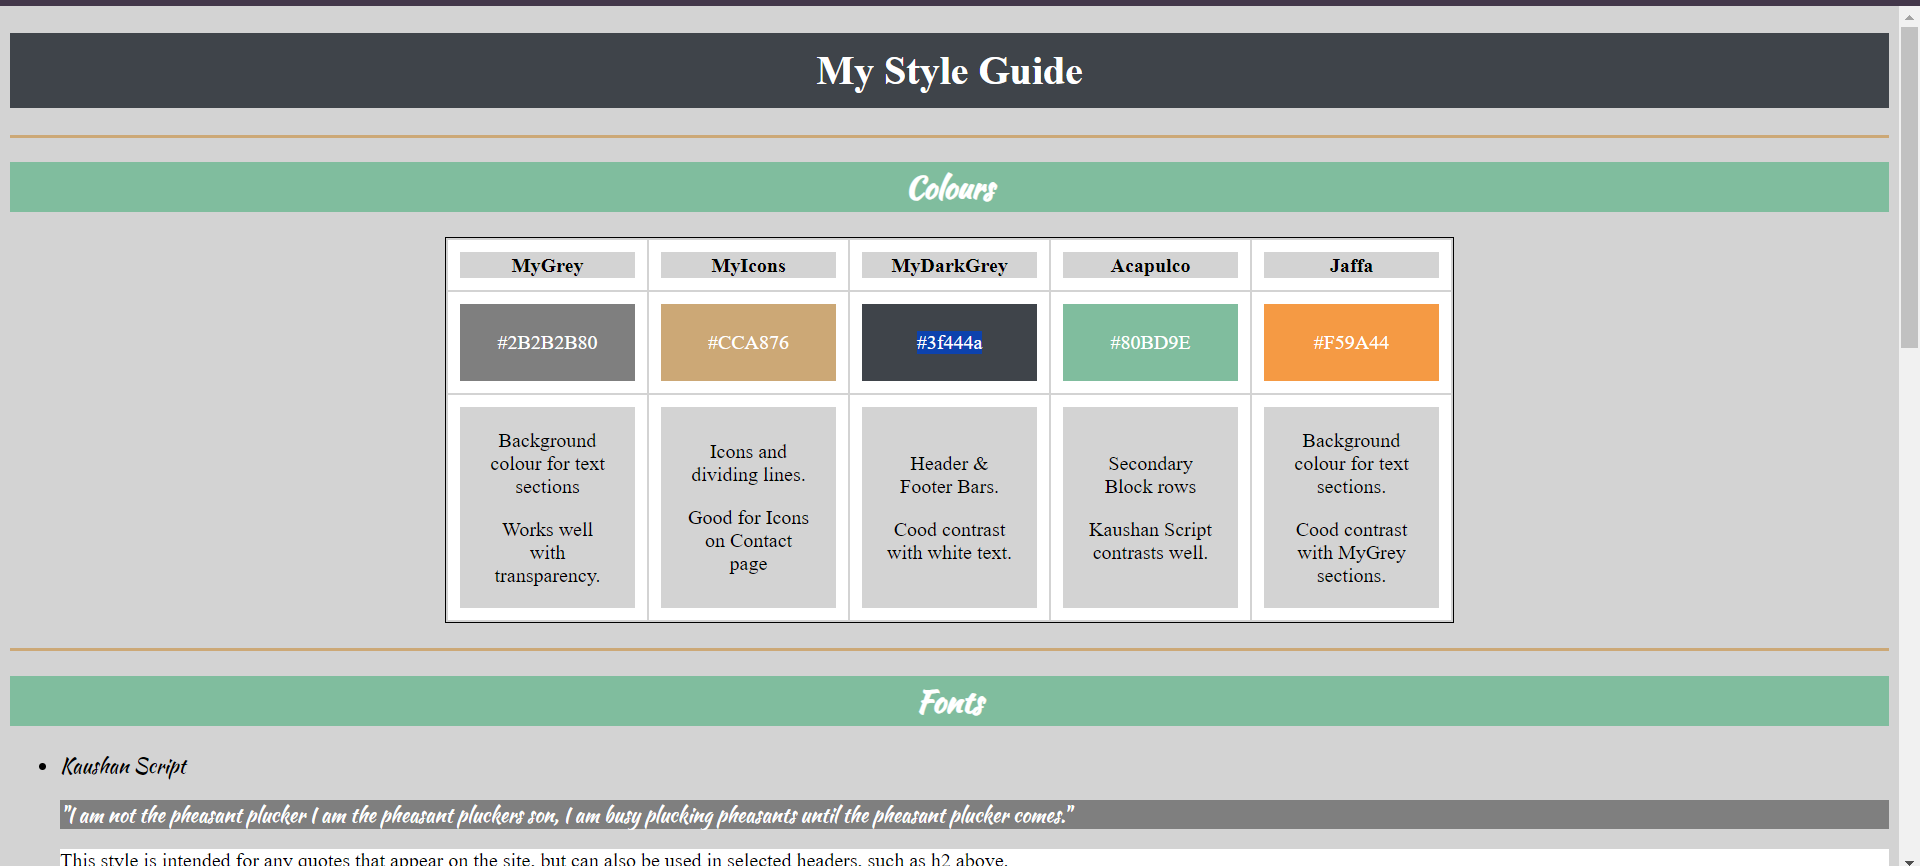 My Style Guide
Colours
MyGrey MyIcons MyDarkGrey Acapulco Jaffa
#2B2B2B80 #CCA876 #3f444a #80BD9E #F59A44
Background
colour for text
sections
Works well
with
transparency.
Icons and
dividing lines.
Good for Icons
on Contact
page
Header &
Footer Bars.
Cood contrast
with white text.
Secondary
Block rows
Kaushan Script
contrasts well.
Background
colour for text
sections.
Cood contrast
with MyGrey
sections.
Fonts
Kaushan Script
"I am not the pheasant plucker I am the pheasant pluckers son, I am busy plucking pheasants until the pheasant plucker comes."
This style is intended for any quotes that appear on the site, but can also be used in selected headers, such as h2 above.